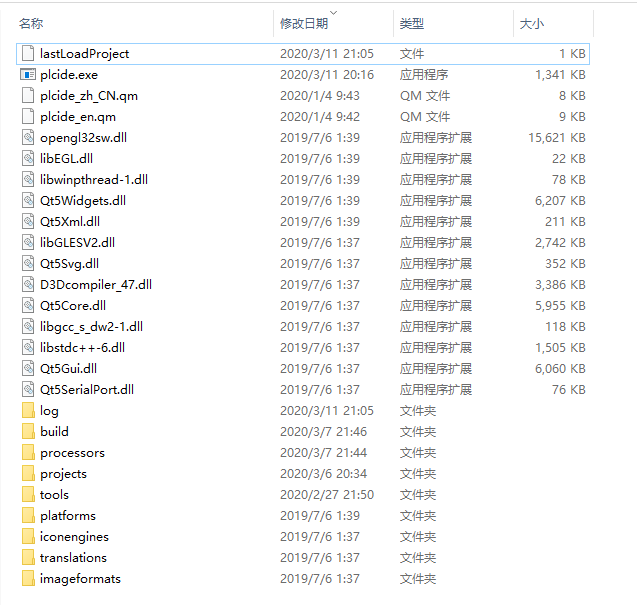 名称 修改日期 类型 大小
lastLoadProject 2020/3/11 21:05 文件 1 KB
plcide.exe 2020/3/11 20:16 应用程序 1,341 KB
plcide_zh_CN.qm 2020/1/4 9:43 QM 文件 8 KB
plcide_en.qm 2020/1/4 9:42 QM 文件 9 KB
opengl32sw.dll 2019/7/6 1:39 应用程序扩展 15,621 KB
libEGL.dll 2019/7/6 1:39 应用程序扩展 22 KB
libwinpthread-1.dll 2019/7/6 1:39 应用程序扩展 78 KB
Qt5Widgets.dll 2019/7/6 1:39 应用程序扩展 6,207 KB
Qt5Xml.dll 2019/7/6 1:39 应用程序扩展 211 KB
libGLESV2.dll 2019/7/6 1:37 应用程序扩展 2,742 KB
Qt5Svg.dll 2019/7/6 1:37 应用程序扩展 352 KB
D3Dcompiler_47.dll 2019/7/6 1:37 应用程序扩展 3,386 KB
Qt5Core.dll 2019/7/6 1:37 应用程序扩展 5,955 KB
libgcc_s_dw2-1.dll 2019/7/6 1:37 应用程序扩展 118 KB
libstdc++-6.dll 2019/7/6 1:37 应用程序扩展 1,505 KB
Qt5Gui.dll 2019/7/6 1:37 应用程序扩展 6,060 KB
Qt5SerialPort.dll 2019/7/6 1:37 应用程序扩展 76 KB
log 2020/3/11 21:05 文件夹
build 2020/3/7 21:46 文件夹
processors 2020/3/7 21:44 文件夹
projects 2020/3/6 20:34 文件夹
tools 2020/2/27 21:50 文件夹
platforms 2019/7/6 1:39 文件夹
iconengines 2019/7/6 1:37 文件夹
translations 2019/7/6 1:37 文件夹
imageformats 2019/7/6 1:37 文件夹